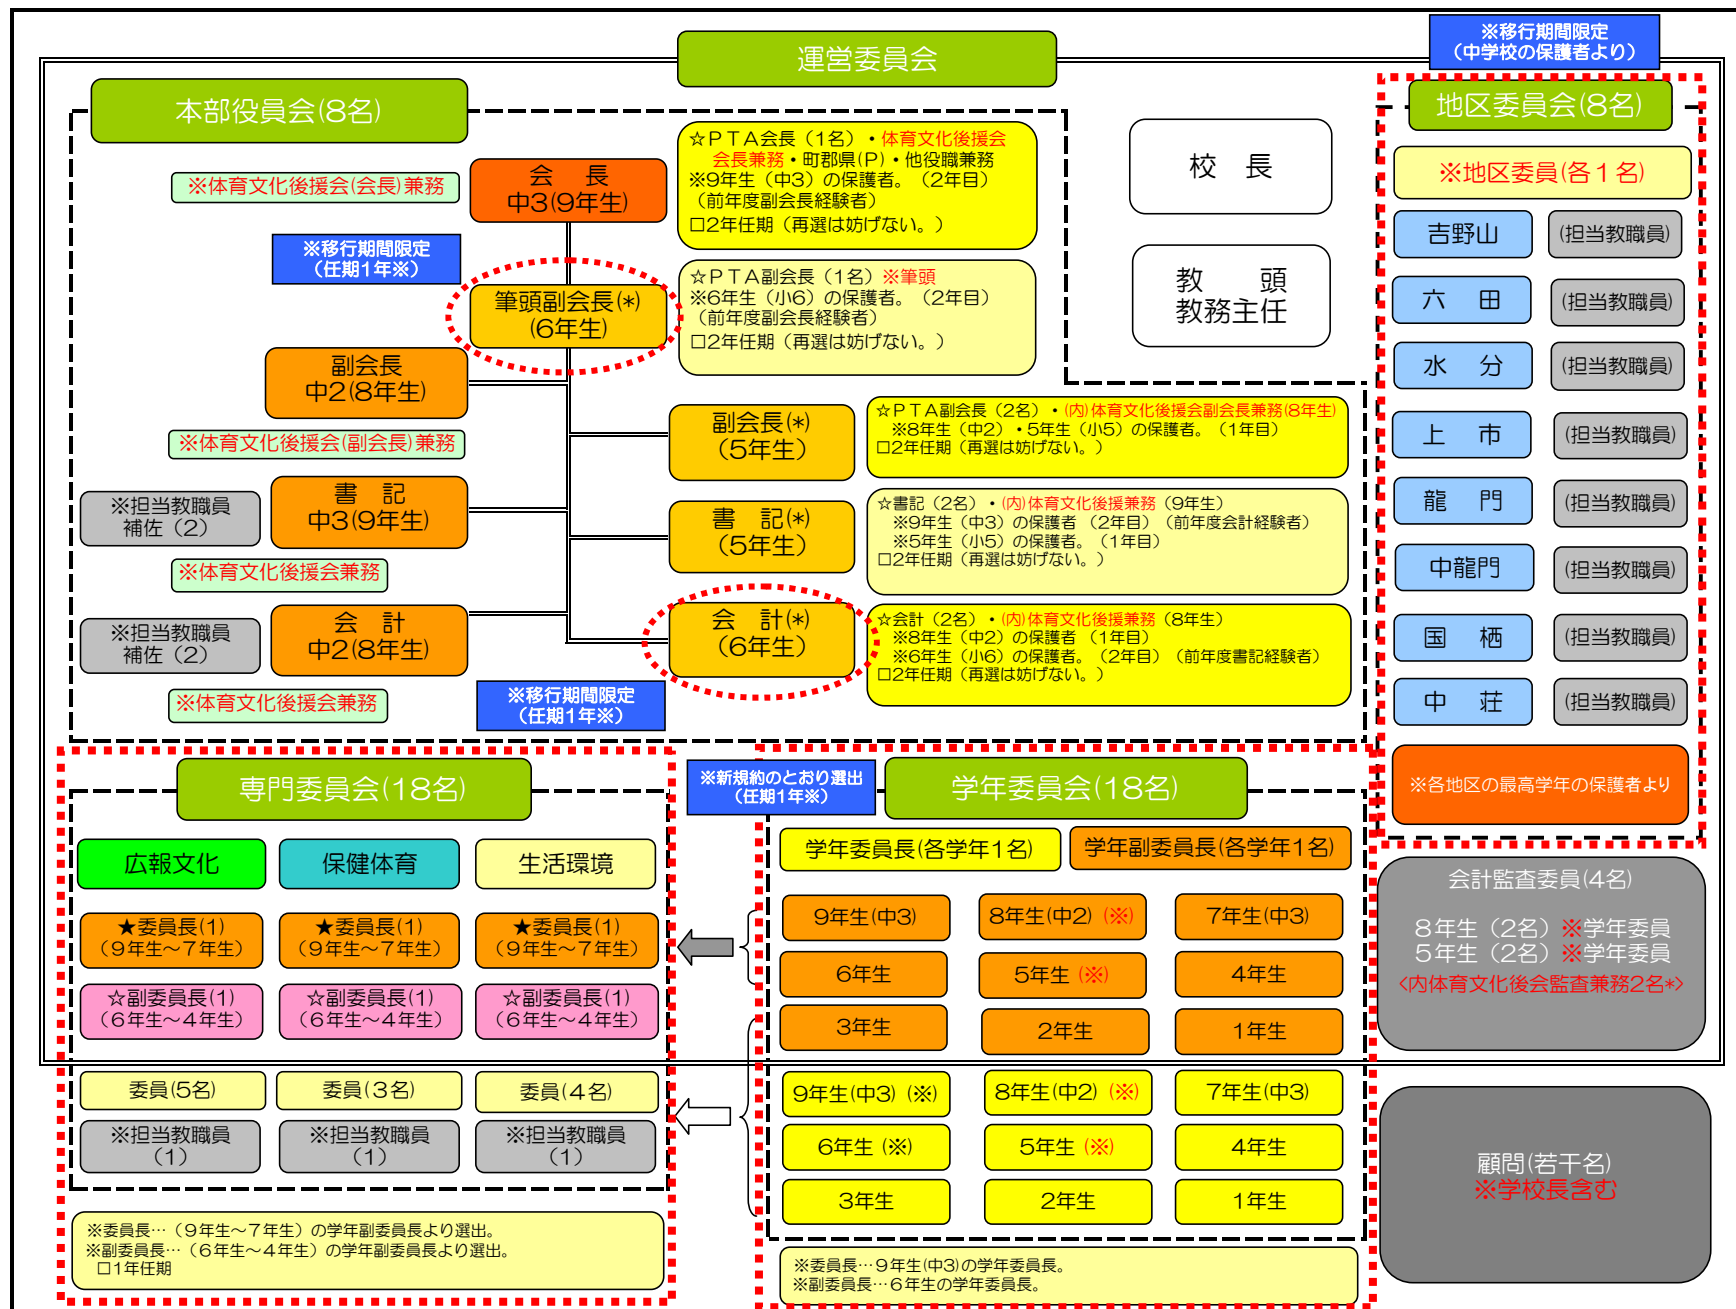 運営委員会
※移行期間限定
（中学校の保護者より）
本部役員会(8名)
※体育文化後援会(会長)兼務
会　長
中3(9年生)
☆ＰＴＡ会長（1名）・体育文化後援会
会長兼務・町郡県(P)・他役職兼務
※9年生（中3）の保護者。（2年目）
（前年度副会長経験者）
□2年任期（再選は妨げない。）
※移行期間限定
（任期1年※）
筆頭副会長(*)
(6年生)
☆ＰＴＡ副会長（1名）※筆頭
※6年生（小6）の保護者。（2年目）
（前年度副会長経験者）
□2年任期（再選は妨げない。）
副会長
中2(8年生)
※体育文化後援会(副会長)兼務
副会長(*)
（5年生）
☆ＰＴＡ副会長（2名）・(内)体育文化後援会副会長兼務(8年生)
※8年生（中2）・5年生（小5）の保護者。（1年目）
□2年任期（再選は妨げない。）
※担当教職員
補佐（2）
書　記
中3(9年生)
※体育文化後援会兼務
書　記(*)
（5年生）
☆書記（2名）・(内)体育文化後援兼務（9年生）
※9年生（中3）の保護者（2年目）（前年度会計経験者）
※5年生（小5）の保護者。（1年目）
□2年任期（再選は妨げない。）
※担当教職員
補佐（2）
会　計
中2(8年生)
※体育文化後援会兼務
※移行期間限定
（任期1年※）
会　計(*)
（6年生）
☆会計（2名）・(内)体育文化後援兼務（8年生）
※8年生（中2）の保護者（1年目）
※6年生（小6）の保護者。（2年目）（前年度書記経験者）
□2年任期（再選は妨げない。）
校　長
教　頭
教務主任
地区委員会(8名)
※地区委員(各１名)
吉野山
(担当教職員)
六　田
(担当教職員)
水　分
(担当教職員)
上　市
(担当教職員)
龍　門
(担当教職員)
中龍門
(担当教職員)
国　栖
(担当教職員)
中　荘
(担当教職員)
※各地区の最高学年の保護者より
専門委員会(18名)
広報文化
保健体育
生活環境
★委員長(1)
（9年生～7年生）
★委員長(1)
（9年生～7年生）
★委員長(1)
（9年生～7年生）
☆副委員長(1)
（6年生～4年生）
☆副委員長(1)
（6年生～4年生）
☆副委員長(1)
（6年生～4年生）
委員(5名)
委員(3名)
委員(4名)
※担当教職員
（1）
※担当教職員
（1）
※担当教職員
（1）
※委員長…（9年生～7年生）の学年副委員長より選出。
※副委員長…（6年生～4年生）の学年副委員長より選出。
□1年任期
※新規約のとおり選出
（任期1年※）
学年委員会(18名)
学年委員長(各学年1名)
学年副委員長(各学年1名)
9年生(中3)
8年生(中2)（※）
7年生(中3)
6年生
5年生（※）
4年生
3年生
2年生
1年生
9年生(中3)（※）
8年生(中2)（※）
7年生(中3)
6年生（※）
5年生（※）
4年生
3年生
2年生
1年生
※委員長…９年生(中3)の学年委員長。
※副委員長…６年生の学年委員長。
会計監査委員(4名)
8年生（2名）※学年委員
5年生（2名）※学年委員
<内体育文化後会監査兼務2名*>
顧問(若干名)
※学校長含む